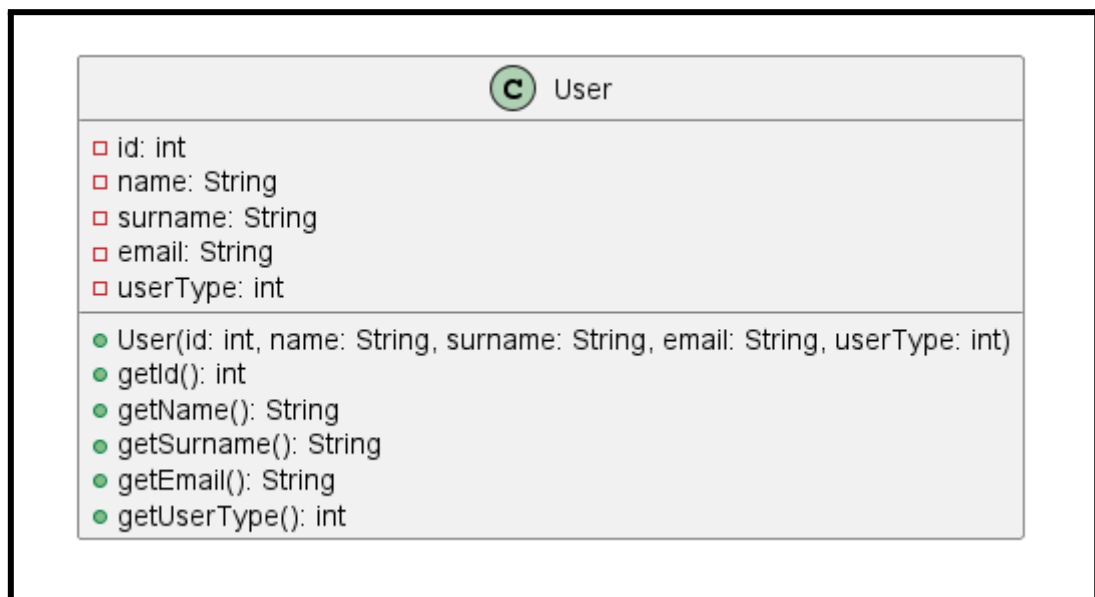 C User
id: int
name: String
surname: String
email: String
userType: int
User(id: int, name: String, surname: String, email: String, userType: int)
getId(): int
getName(): String
getSurname(): String
getEmail(): String
getUserType(): int